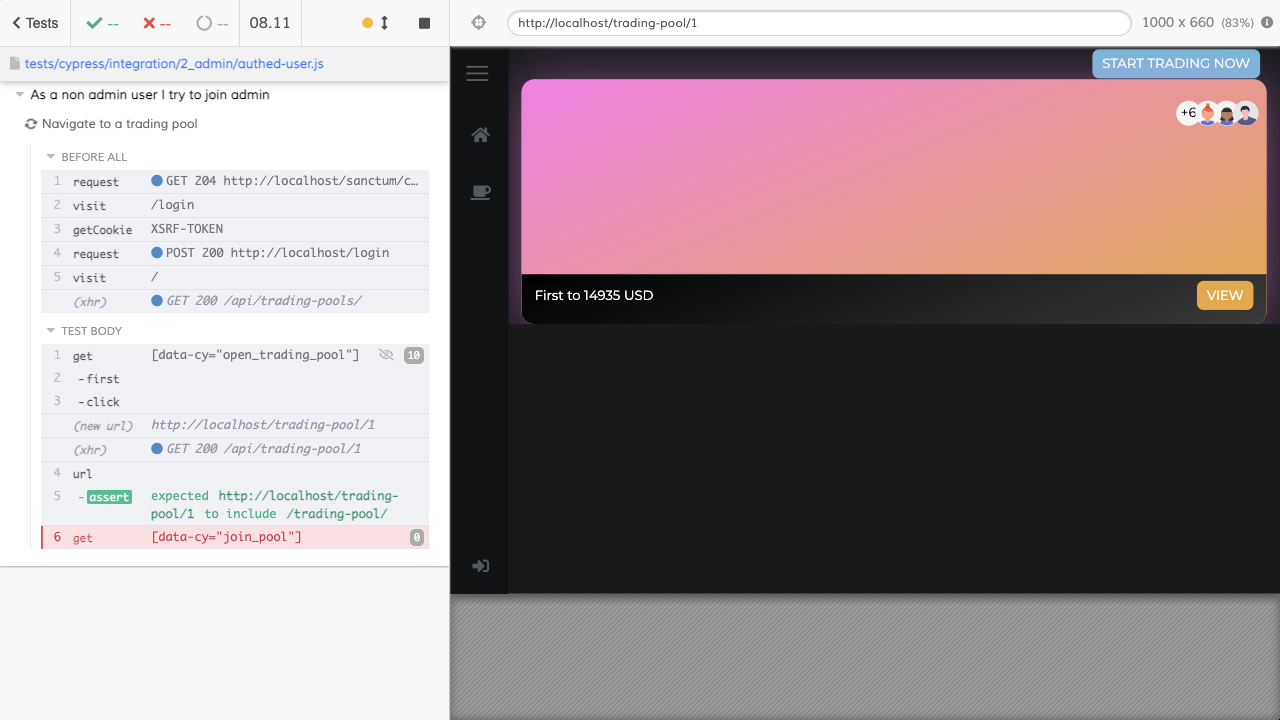 Tests
--
--
--
08.11
http://localhost/trading-pool/1
1000 x 660 (83%)
tests/cypress/integration/2_admin/authed-user.js
As a non admin user I try to join admin
Navigate to a trading pool
BEFORE ALL
1 request GET 204 http://localhost/sanctum/c…
2 visit /login
3 getCookie XSRF-TOKEN
4 request POST 200 http://localhost/login
5 visit /
(xhr) GET 200 /api/trading-pools/
TEST BODY
1 get [data-cy="open_trading_pool"] 10
2 -first
3 -click
(new url) http://localhost/trading-pool/1
(xhr) GET 200 /api/trading-pool/1
4 url
5 -assert expected http://localhost/trading-
pool/1 to include /trading-pool/
6 get [data-cy="join_pool"] 0
START TRADING NOW
+6
First to 14935 USD
VIEW